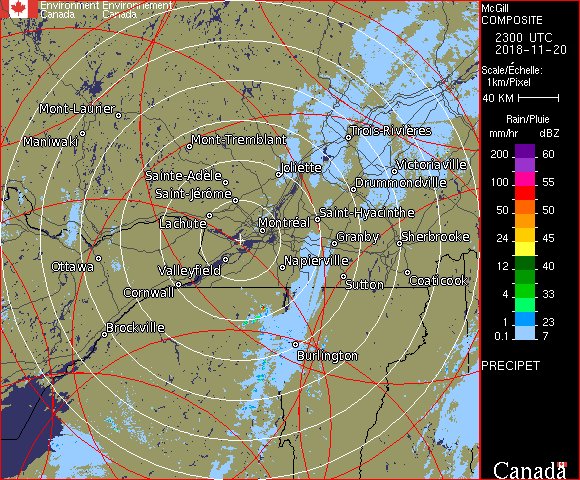 Environment Environnement
Canada Canada
McGill
COMPOSITE
2300 UTC
2018-11-20
Scale/Échelle:
1km/Pixel
40 KM
Rain/Pluie
mm/hr dBZ
200 60
100 55
50 50
24 45
12 40
4 33
1 23
0.1 7
PRECIPET
Canada
Mont-Laurier
Maniwaki
Mont-Tremblant
Trois-Rivières
Joliette
Victoriaville
Sainte-Adèle
Drummondville
Saint-Jérôme
Lachute
Saint-Hyacinthe
Montréal
Granby
Sherbrooke
Ottawa
Valleyfield
Napierville
Cornwall
Sutton
Coaticook
Brockville
Burlington